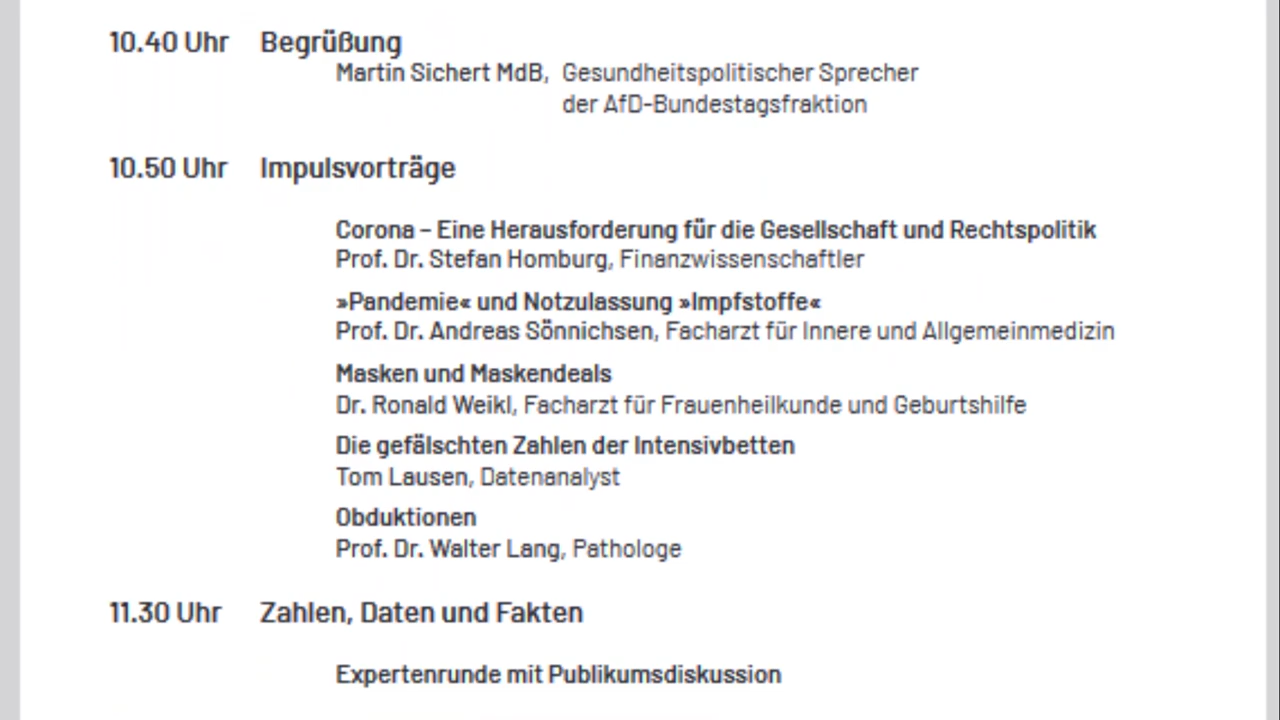 10.40 Uhr Begrüßung
Martin Sichert MdB, Gesundheitspolitischer Sprecher
der AfD-Bundestagsfraktion
10.50 Uhr Impulsvorträge
Corona – Eine Herausforderung für die Gesellschaft und Rechtspolitik
Prof. Dr. Stefan Homburg, Finanzwissenschaftler
»Pandemie« und Notzulassung »Impfstoffe«
Prof. Dr. Andreas Sönnichsen, Facharzt für Innere und Allgemeinmedizin
Masken und Maskendeals
Dr. Ronald Weikl, Facharzt für Frauenheilkunde und Geburtshilfe
Die gefälschten Zahlen der Intensivbetten
Tom Lausen, Datenanalyst
Obduktionen
Prof. Dr. Walter Lang, Pathologe
11.30 Uhr Zahlen, Daten und Fakten
Expertenrunde mit Publikumsdiskussion